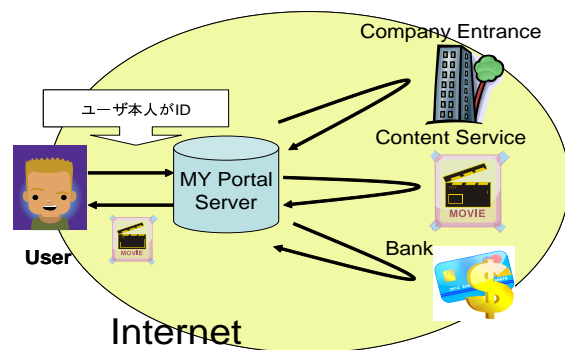 Company Entrance
ユーザ本人がID
Content Service
MY Portal
Server
MOVIE
MOVIE
User
Bank
Internet